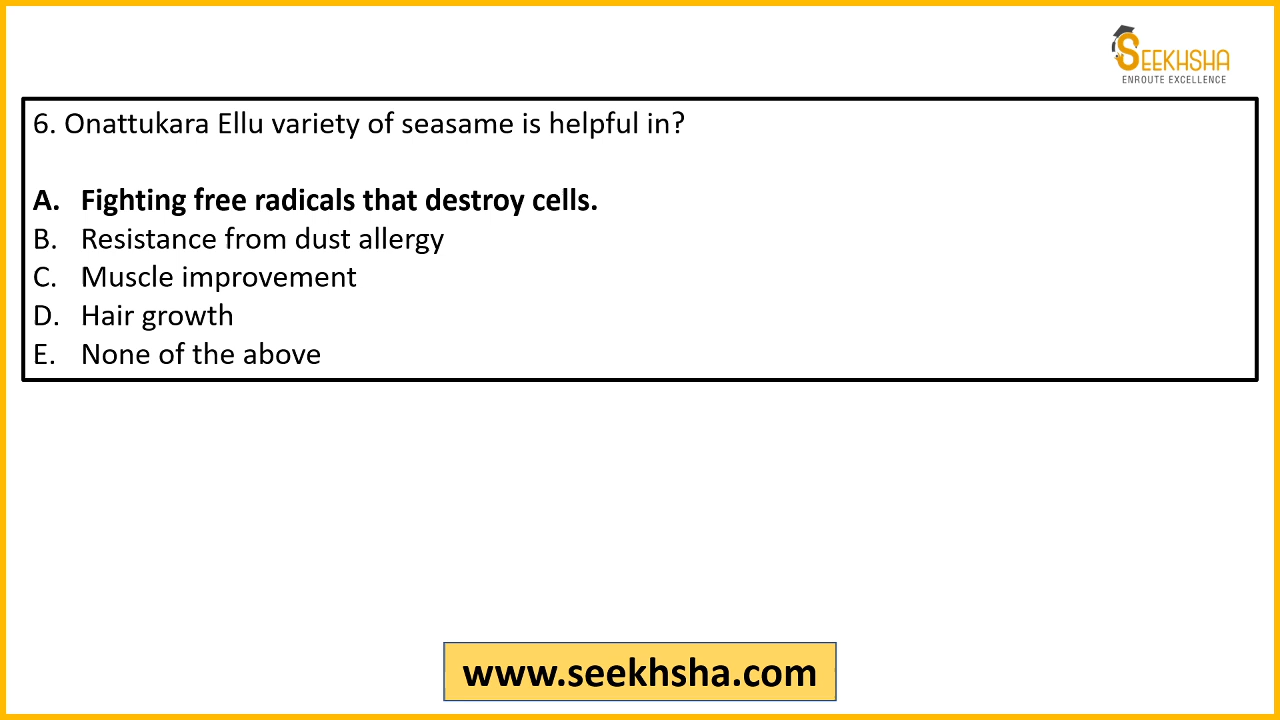 SEEKHSHA
ENROUTE EXCELLENCE
6. Onattukara Ellu variety of seasame is helpful in?
A. Fighting free radicals that destroy cells.
B. Resistance from dust allergy
C. Muscle improvement
D. Hair growth
E. None of the above
www.seekhsha.com